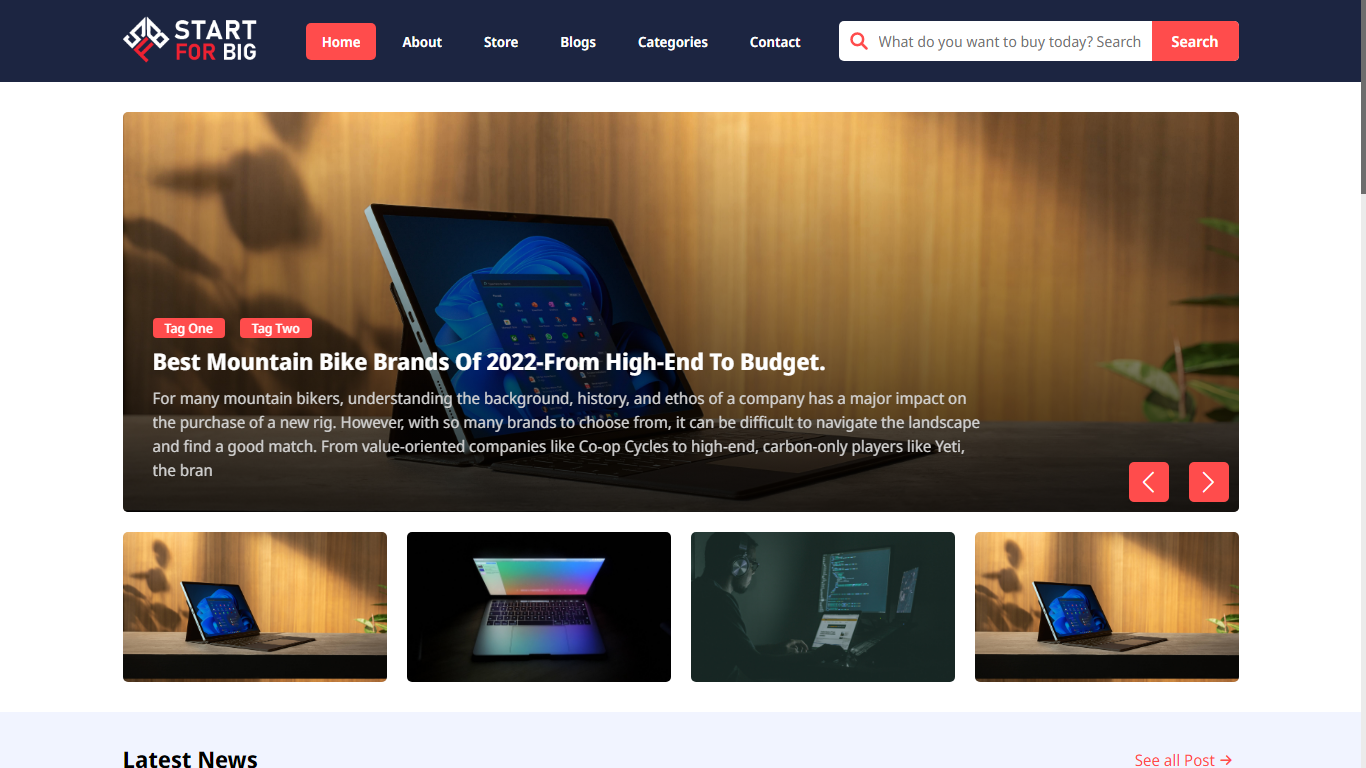 START
FOR BIG
Home
About
Store
Blogs
Categories
Contact
What do you want to buy today? Search
Search
Tag One
Tag Two
Best Mountain Bike Brands Of 2022-From High-End To Budget.
For many mountain bikers, understanding the background, history, and ethos of a company has a major impact on
the purchase of a new rig. However, with so many brands to choose from, it can be difficult to navigate the landscape
and find a good match. From value-oriented companies like Co-op Cycles to high-end, carbon-only players like Yeti,
the bran
Latest News
See all Post